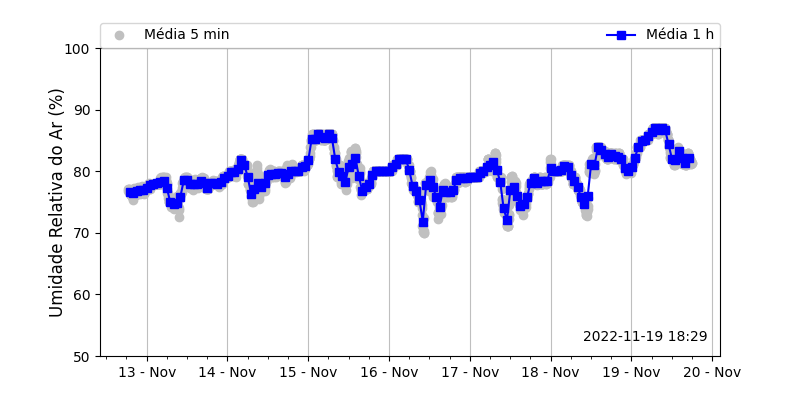 Média 5 min
Média 1 h
100
90
80
70
60
50
Umidade Relativa do Ar (%)
2022-11-19 18:29
13 - Nov
14 - Nov
15 - Nov
16 - Nov
17 - Nov
18 - Nov
19 - Nov
20 - Nov